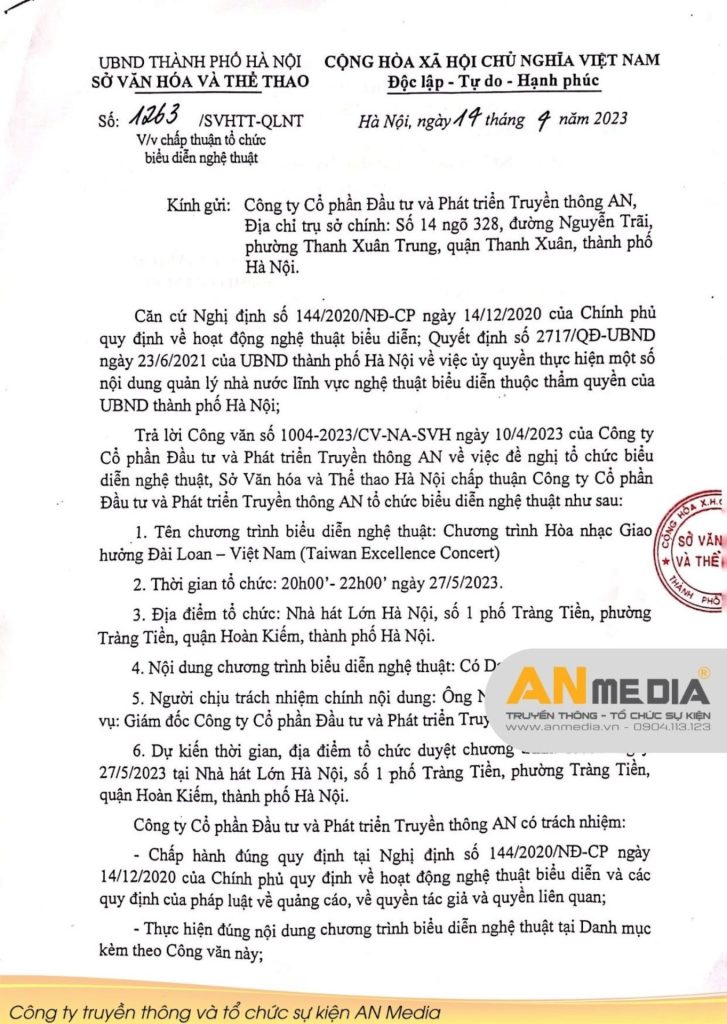 UBND THÀNH PHỐ HÀ NỘI
SỞ VĂN HÓA VÀ THỂ THAO
CỘNG HÒA XÃ HỘI CHỦ NGHĨA VIỆT NAM
Độc lập - Tự do - Hạnh phúc
Số: 1263 /SVHTT-QLNT
V/v chấp thuận tổ chức
biểu diễn nghệ thuật
Hà Nội, ngày 14 tháng 4 năm 2023
Kính gửi: Công ty Cổ phần Đầu tư và Phát triển Truyền thông AN,
Địa chỉ trụ sở chính: Số 14 ngõ 328, đường Nguyễn Trãi,
phường Thanh Xuân Trung, quận Thanh Xuân, thành phố
Hà Nội.
Căn cứ Nghị định số 144/2020/NĐ-CP ngày 14/12/2020 của Chính phủ
quy định về hoạt động nghệ thuật biểu diễn; Quyết định số 2717/QĐ-UBND
ngày 23/6/2021 của UBND thành phố Hà Nội về việc ủy quyền thực hiện một số
nội dung quản lý nhà nước lĩnh vực nghệ thuật biểu diễn thuộc thẩm quyền của
UBND thành phố Hà Nội;
Trả lời Công văn số 1004-2023/CV-NA-SVH ngày 10/4/2023 của Công ty
Cổ phần Đầu tư và Phát triển Truyền thông AN về việc đề nghị tổ chức biểu
diễn nghệ thuật, Sở Văn hóa và Thể thao Hà Nội chấp thuận Công ty Cổ phần
Đầu tư và Phát triển Truyền thông AN tổ chức biểu diễn nghệ thuật như sau:
1. Tên chương trình biểu diễn nghệ thuật: Chương trình Hòa nhạc Giao
hưởng Đài Loan – Việt Nam (Taiwan Excellence Concert)
2. Thời gian tổ chức: 20h00’- 22h00’ ngày 27/5/2023.
3. Địa điểm tổ chức: Nhà hát Lớn Hà Nội, số 1 phố Tràng Tiền, phường
Tràng Tiền, quận Hoàn Kiếm, thành phố Hà Nội.
CỘNG HÒA X.H.C
SỞ VĂN
VÀ THỂ
THÀNH PHỐ
4. Nội dung chương trình biểu diễn nghệ thuật: Có
5. Người chịu trách nhiệm chính nội dung: Ông
vụ: Giám đốc Công ty Cổ phần Đầu tư và Phát triển
AN MEDIA ®
TRUYỀN THÔNG - TỔ CHỨC SỰ KIỆN
www.anmedia.vn - 0904.113.123
6. Dự kiến thời gian, địa điểm tổ chức duyệt chương
27/5/2023 tại Nhà hát Lớn Hà Nội, số 1 phố Tràng Tiền, phường Tràng Tiền,
quận Hoàn Kiếm, thành phố Hà Nội.
Công ty Cổ phần Đầu tư và Phát triển Truyền thông AN có trách nhiệm:
- Chấp hành đúng quy định tại Nghị định số 144/2020/NĐ-CP ngày
14/12/2020 của Chính phủ quy định về hoạt động nghệ thuật biểu diễn và các
quy định của pháp luật về quảng cáo, về quyền tác giả và quyền liên quan;
- Thực hiện đúng nội dung chương trình biểu diễn nghệ thuật tại Danh mục
kèm theo Công văn này;
Công ty truyền thông và tổ chức sự kiện AN Media